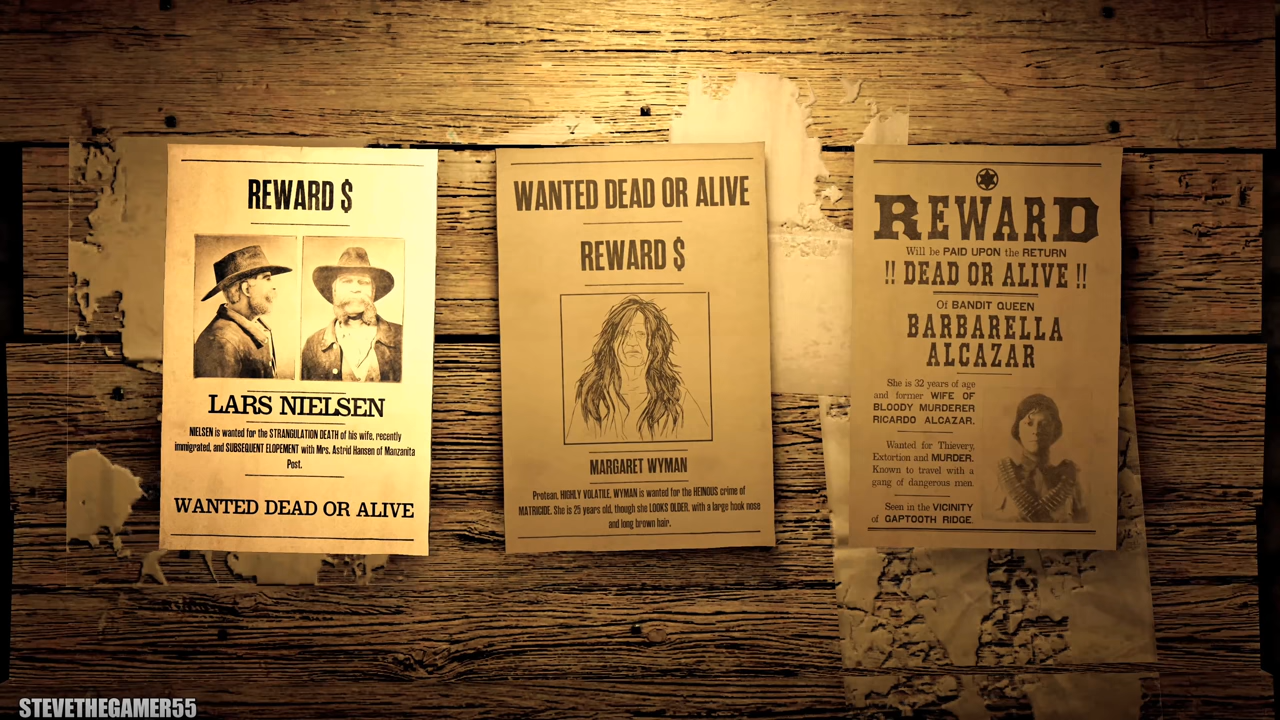 REWARD $
LARS NIELSEN
NIELSEN is wanted for the STRANGULATION DEATH of his wife, recently
immigrated, and SUBSEQUENT ELOPEMENT with Mrs. Astrid Hansen of Manzanita
Post.
WANTED DEAD OR ALIVE
WANTED DEAD OR ALIVE
REWARD $
MARGARET WYMAN
Protean, HIGHLY VOLATILE, WYMAN is wanted for the HEINOUS crime of
MATRICIDE. She is 25 years old, though she LOOKS OLDER, with a large hook nose
and long brown hair.
REWARD
Will be PAID UPON the RETURN
!! DEAD OR ALIVE !!
Of BANDIT QUEEN
BARBARELLA
ALCAZAR
She is 32 years of age
and former WIFE OF
BLOODY MURDERER
RICARDO ALCAZAR.
Wanted for Thievery,
Extortion and MURDER.
Known to travel with a
gang of dangerous men.
Seen in the VICINITY
of GAPTOOTH RIDGE.
STEVETHEGAMER55